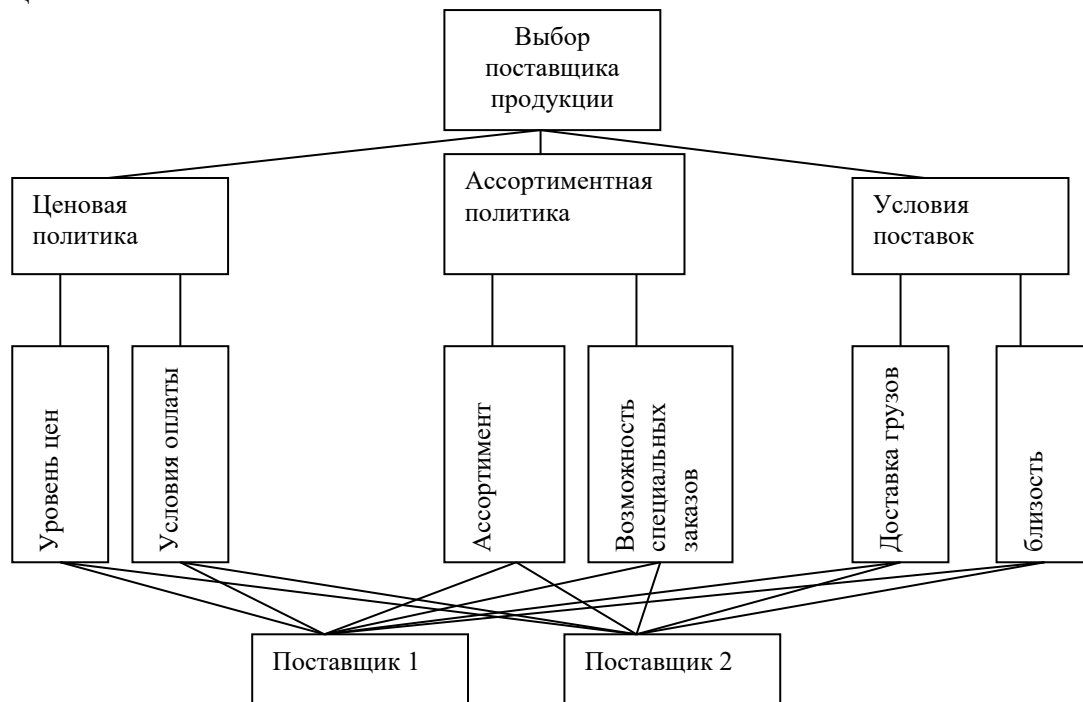 Выбор
поставщика
продукции
Ценовая
политика
Ассортиментная
политика
Условия
поставок
Уровень цен
Условия оплаты
Ассортимент
Возможность
специальных
заказов
Доставка грузов
близость
Поставщик 1
Поставщик 2